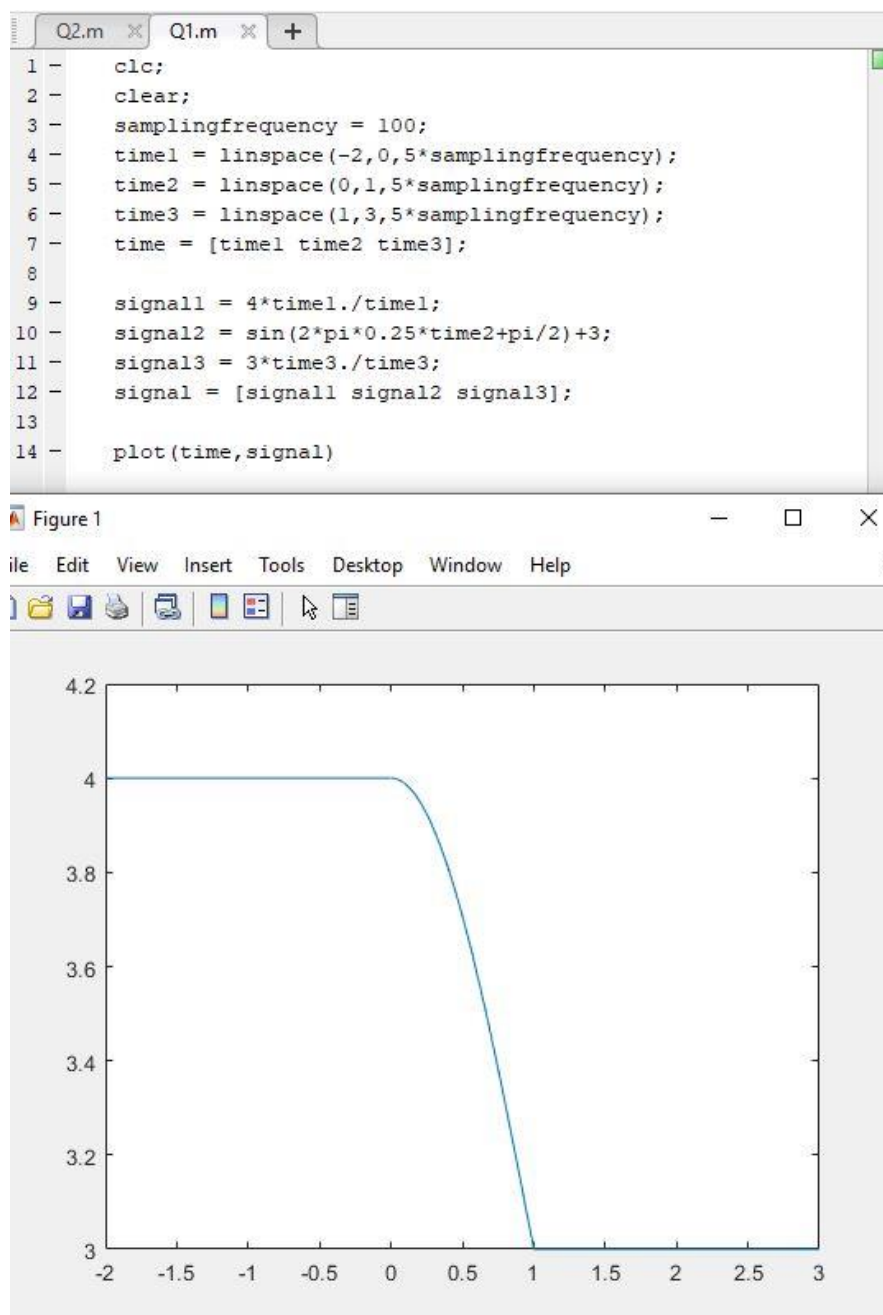 Q2.m Q1.m +
1 − clc;
2 − clear;
3 − samplingfrequency = 100;
4 − time1 = linspace(-2,0,5*samplingfrequency);
5 − time2 = linspace(0,1,5*samplingfrequency);
6 − time3 = linspace(1,3,5*samplingfrequency);
7 − time = [time1 time2 time3];
8
9 − signal1 = 4*time1./time1;
10 − signal2 = sin(2*pi*0.25*time2+pi/2)+3;
11 − signal3 = 3*time3./time3;
12 − signal = [signal1 signal2 signal3];
13
14 − plot(time,signal)
Figure 1
ile Edit View Insert Tools Desktop Window Help
4.2
4
3.8
3.6
3.4
3.2
3
-2 -1.5 -1 -0.5 0 0.5 1 1.5 2 2.5 3